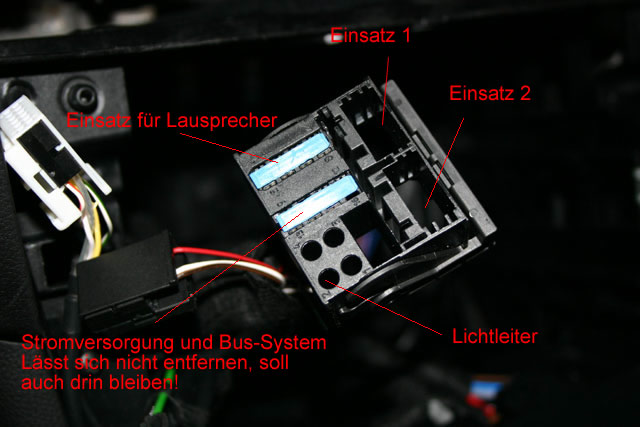 Einsatz 1
Einsatz 2
Einsatz für Lausprecher
Lichtleiter
Stromversorgung und Bus-System
Lässt sich nicht entfernen, soll
auch drin bleiben!